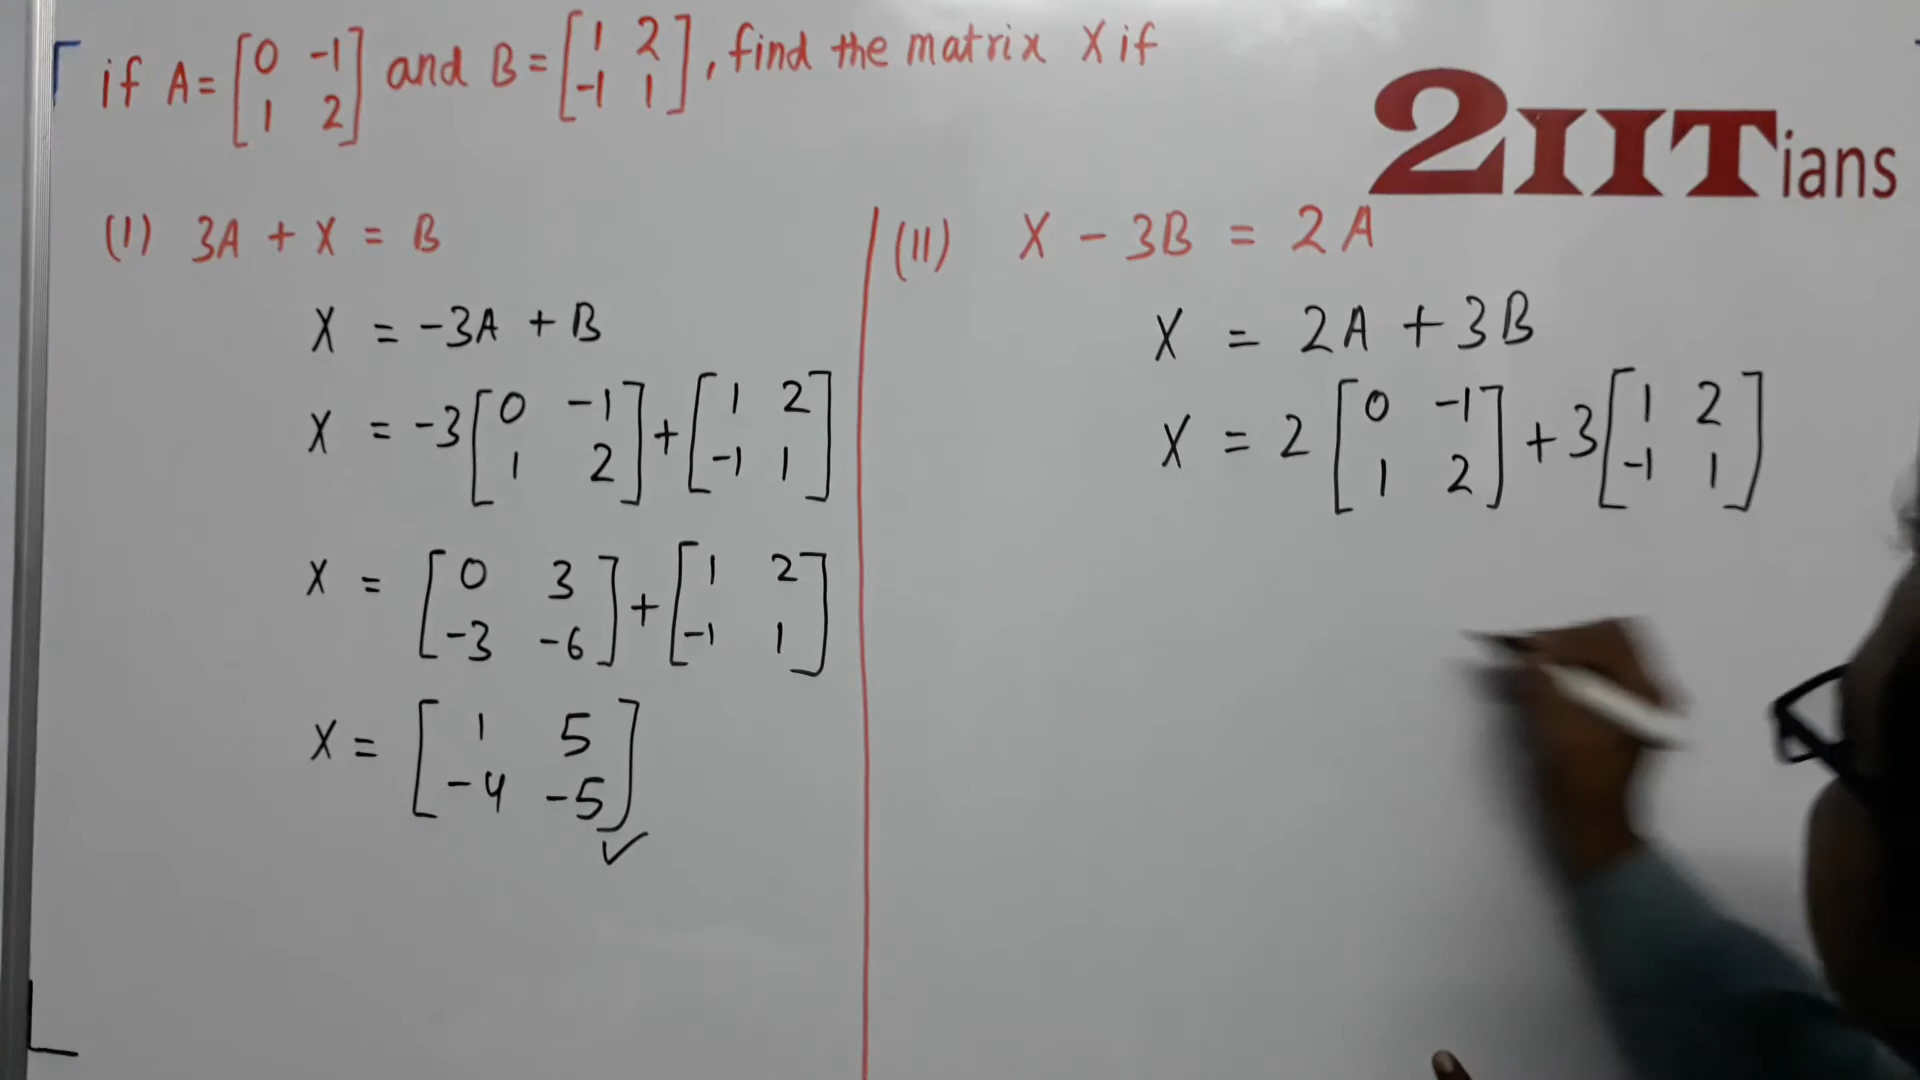 if A = [0 -1; 1 2] and B = [1 2; -1 1], find the matrix X if
2IITians
(I) 3A + X = B
X = -3A + B
X = -3 [0 -1; 1 2] + [1 2; -1 1]
X = [0 3; -3 -6] + [1 2; -1 1]
X = [1 5; -4 -5] ✓
(II) X - 3B = 2A
X = 2A + 3B
X = 2 [0 -1; 1 2] + 3 [1 2; -1 1]